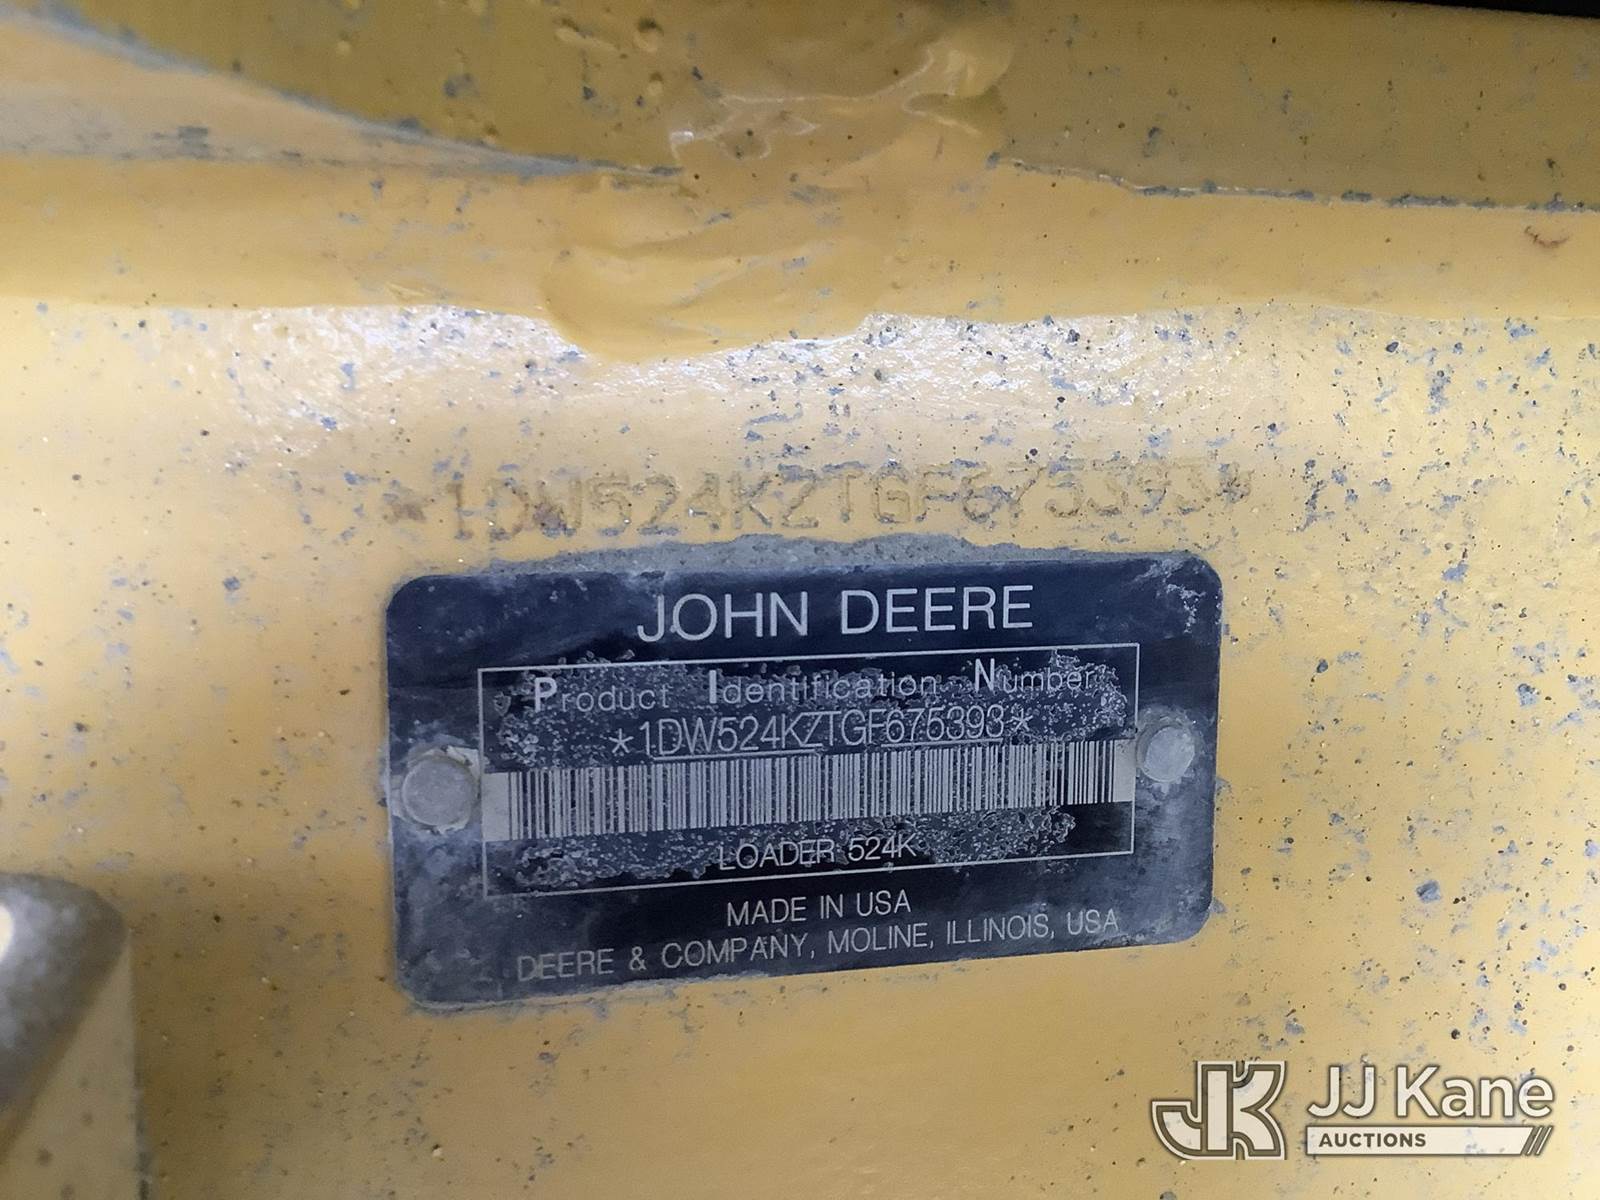 *1DW524KZTGF675393*
JOHN DEERE
Product Identification Number
*1DW524KZTGF675393*
LOADER 524K
MADE IN USA
DEERE & COMPANY, MOLINE, ILLINOIS, USA
JK JJ Kane
AUCTIONS